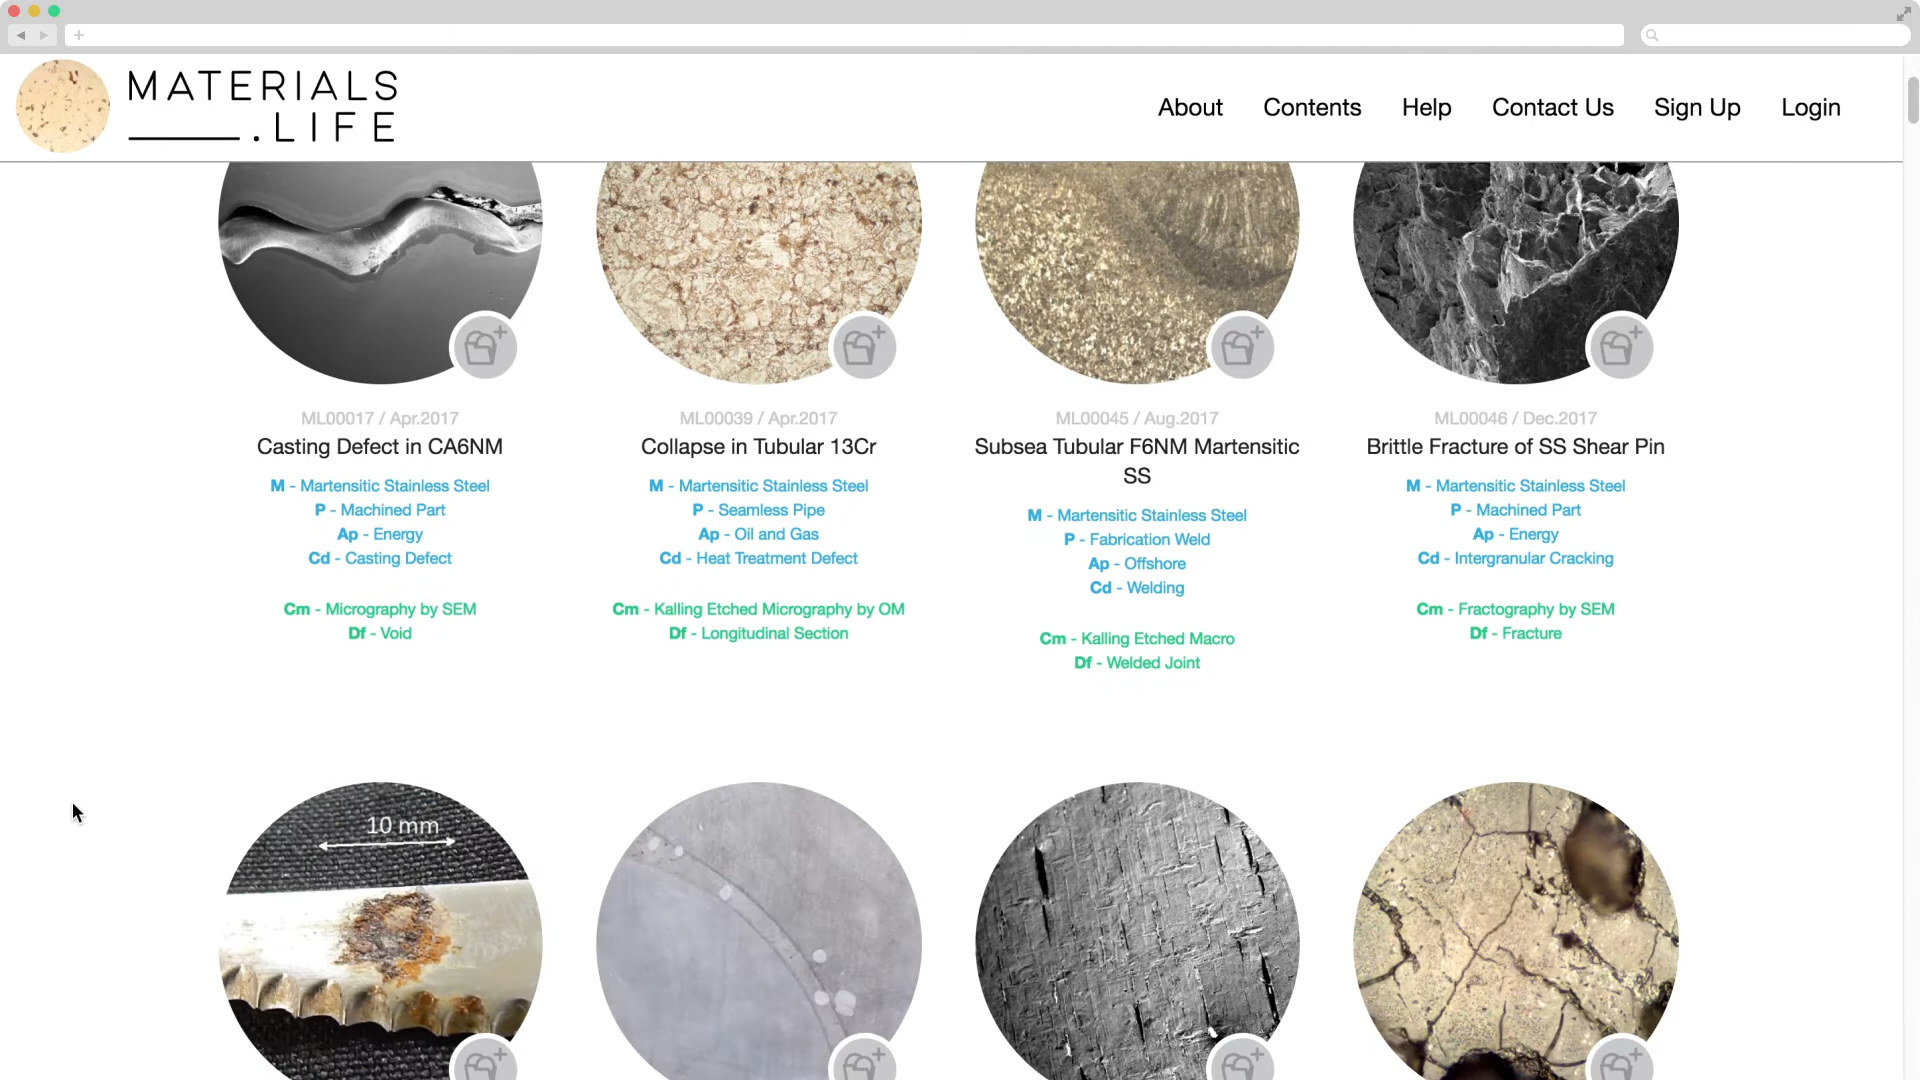 MATERIALS
.LIFE
About
Contents
Help
Contact Us
Sign Up
Login
ML00017 / Apr.2017
Casting Defect in CA6NM
M - Martensitic Stainless Steel
P - Machined Part
Ap - Energy
Cd - Casting Defect
Cm - Micrography by SEM
Df - Void
ML00039 / Apr.2017
Collapse in Tubular 13Cr
M - Martensitic Stainless Steel
P - Seamless Pipe
Ap - Oil and Gas
Cd - Heat Treatment Defect
Cm - Kalling Etched Micrography by OM
Df - Longitudinal Section
ML00045 / Aug.2017
Subsea Tubular F6NM Martensitic
SS
M - Martensitic Stainless Steel
P - Fabrication Weld
Ap - Offshore
Cd - Welding
Cm - Kalling Etched Macro
Df - Welded Joint
ML00046 / Dec.2017
Brittle Fracture of SS Shear Pin
M - Martensitic Stainless Steel
P - Machined Part
Ap - Energy
Cd - Intergranular Cracking
Cm - Fractography by SEM
Df - Fracture
10 mm